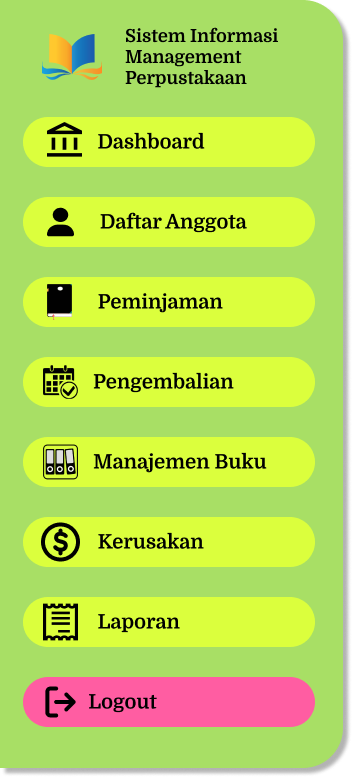 Sistem Informasi
Management
Perpustakaan
Dashboard
Daftar Anggota
Peminjaman
Pengembalian
Manajemen Buku
Kerusakan
Laporan
Logout